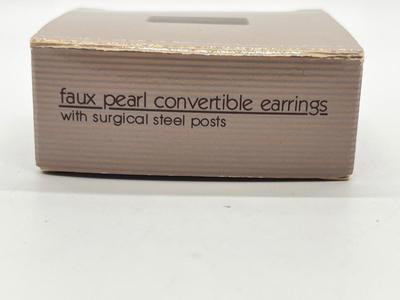 faux pearl convertible earrings
with surgical steel posts